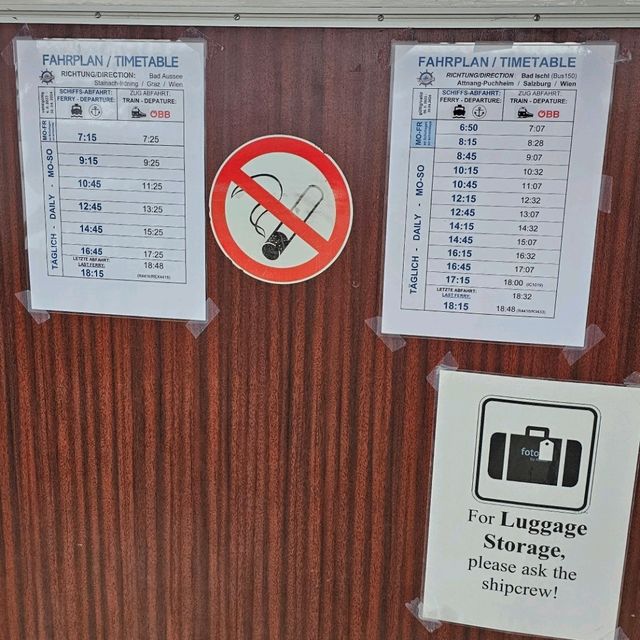 FAHRPLAN / TIMETABLE
RICHTUNG/DIRECTION: Bad Aussee
Stainach-Irdning / Graz / Wien
SCHIFFS-ABFAHRT: ZUG ABFAHRT:
FERRY - DEPARTURE: TRAIN - DEPATURE:
ÖBB
MO-FR
7:15 7:25
TÄGLICH - DAILY - MO-SO
9:15 9:25
10:45 11:25
12:45 13:25
14:45 15:25
16:45 17:25
LETZTE ABFAHRT:
LAST FERRY:
18:15 18:48
FAHRPLAN / TIMETABLE
RICHTUNG/DIRECTION Bad Ischl (Bus150)
Attnang-Puchheim / Salzburg / Wien
SCHIFFS-ABFAHRT: ZUG ABFAHRT:
FERRY - DEPARTURE: TRAIN - DEPATURE:
ÖBB
MO-FR
6:50 7:07
8:15 8:28
TÄGLICH - DAILY - MO-SO
8:45 9:07
10:15 10:32
10:45 11:07
12:15 12:32
12:45 13:07
14:15 14:32
14:45 15:07
16:15 16:32
16:45 17:07
17:15 18:00
LETZTE ABFAHRT: 18:32
LAST FERRY:
18:15 18:48
For Luggage
Storage,
please ask the
shipcrew!